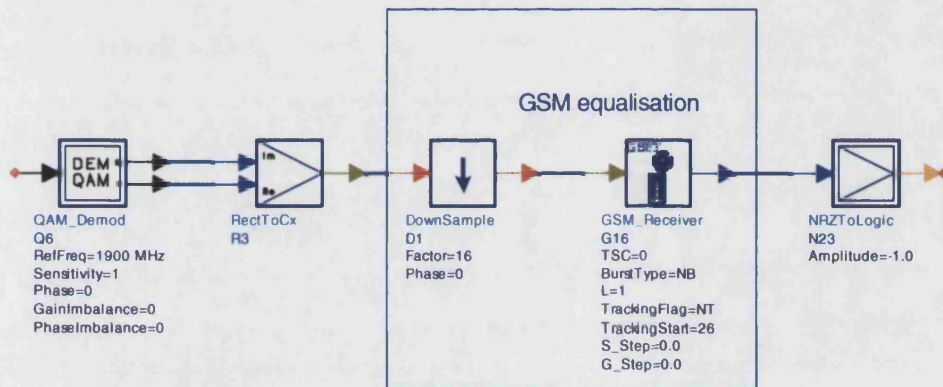 GSM equalisation
DEM
QAM
QAM_Demod
Q6
RefFreq=1900 MHz
Sensitivity=1
Phase=0
GainImbalance=0
PhaseImbalance=0
Im
Re
RectToCx
R3
DownSample
D1
Factor=16
Phase=0
GSM_Receiver
G16
TSC=0
BurstType=NB
L=1
TrackingFlag=NT
TrackingStart=26
S_Step=0.0
G_Step=0.0
NRZToLogic
N23
Amplitude=-1.0